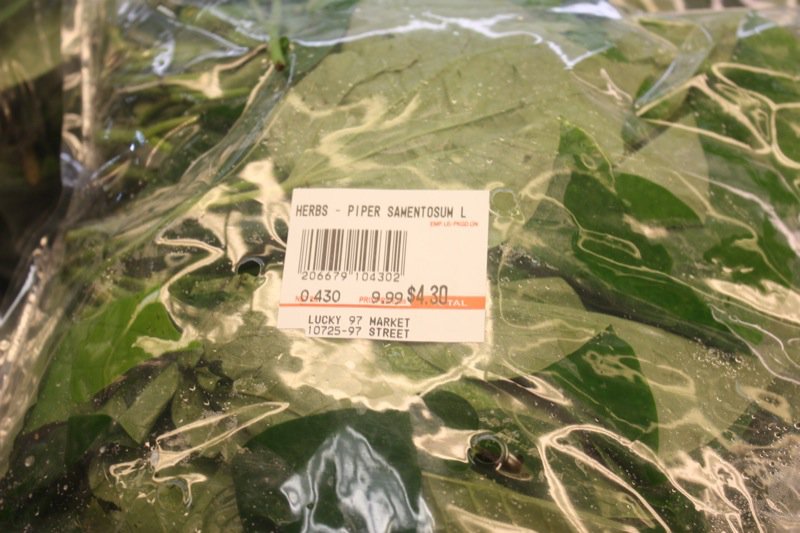 HERBS - PIPER SAMENTOSUM L
206679 104302
0.430 9.99 $4.30
LUCKY 97 MARKET
10725-97 STREET